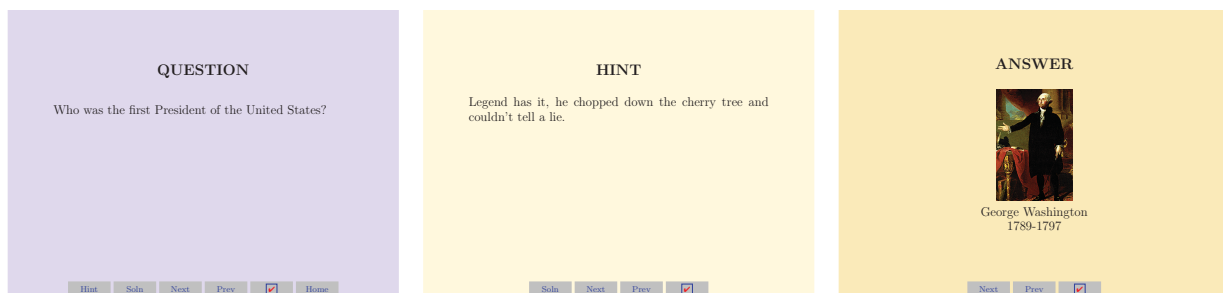 QUESTION
Who was the first President of the United States?
Hint Soln Next Prev ✔ Home
HINT
Legend has it, he chopped down the cherry tree and
couldn't tell a lie.
Soln Next Prev ✔
ANSWER
George Washington
1789-1797
Next Prev ✔